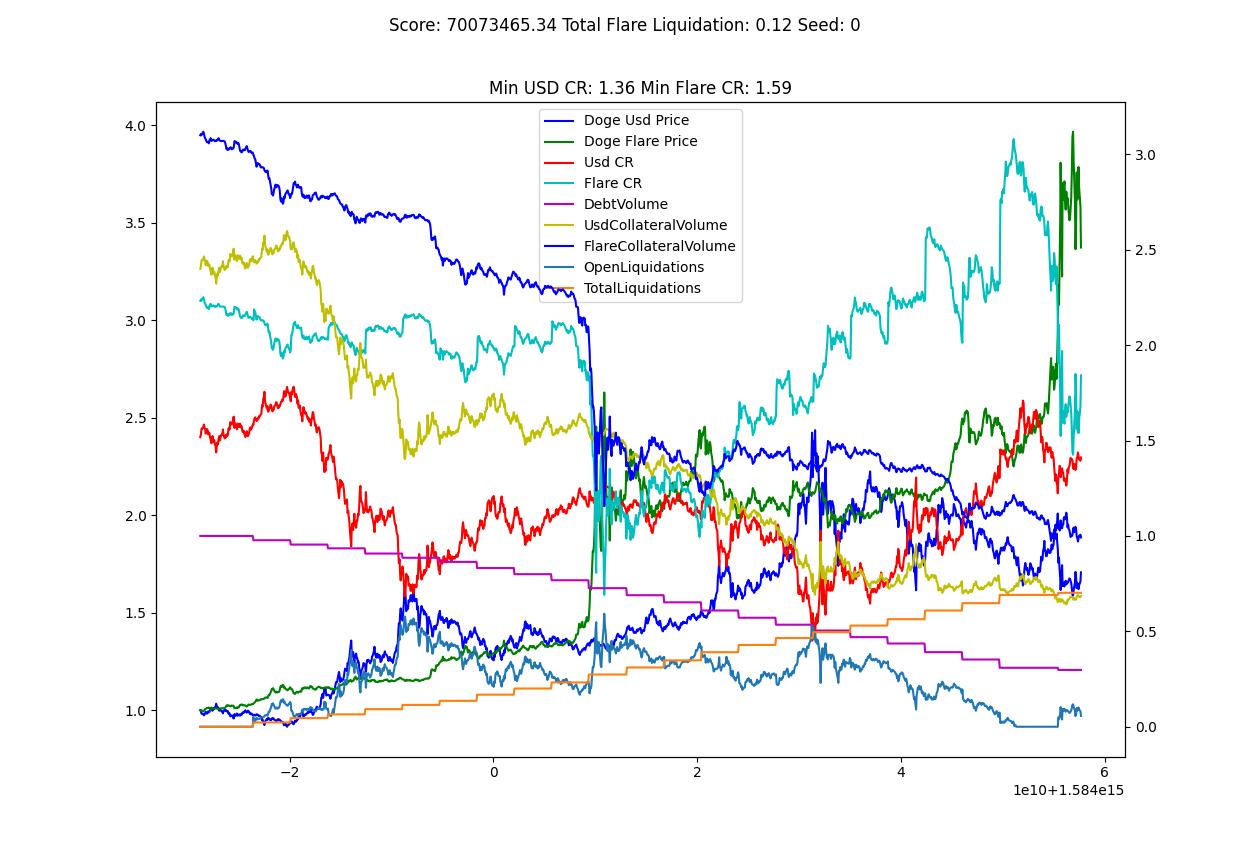 Score: 70073465.34 Total Flare Liquidation: 0.12 Seed: 0
Min USD CR: 1.36 Min Flare CR: 1.59
Doge Usd Price
Doge Flare Price
Usd CR
Flare CR
DebtVolume
UsdCollateralVolume
FlareCollateralVolume
OpenLiquidations
TotalLiquidations
4.0
3.5
3.0
2.5
2.0
1.5
1.0
3.0
2.5
2.0
1.5
1.0
0.5
0.0
−2 0 2 4 6
1e10+1.584e15